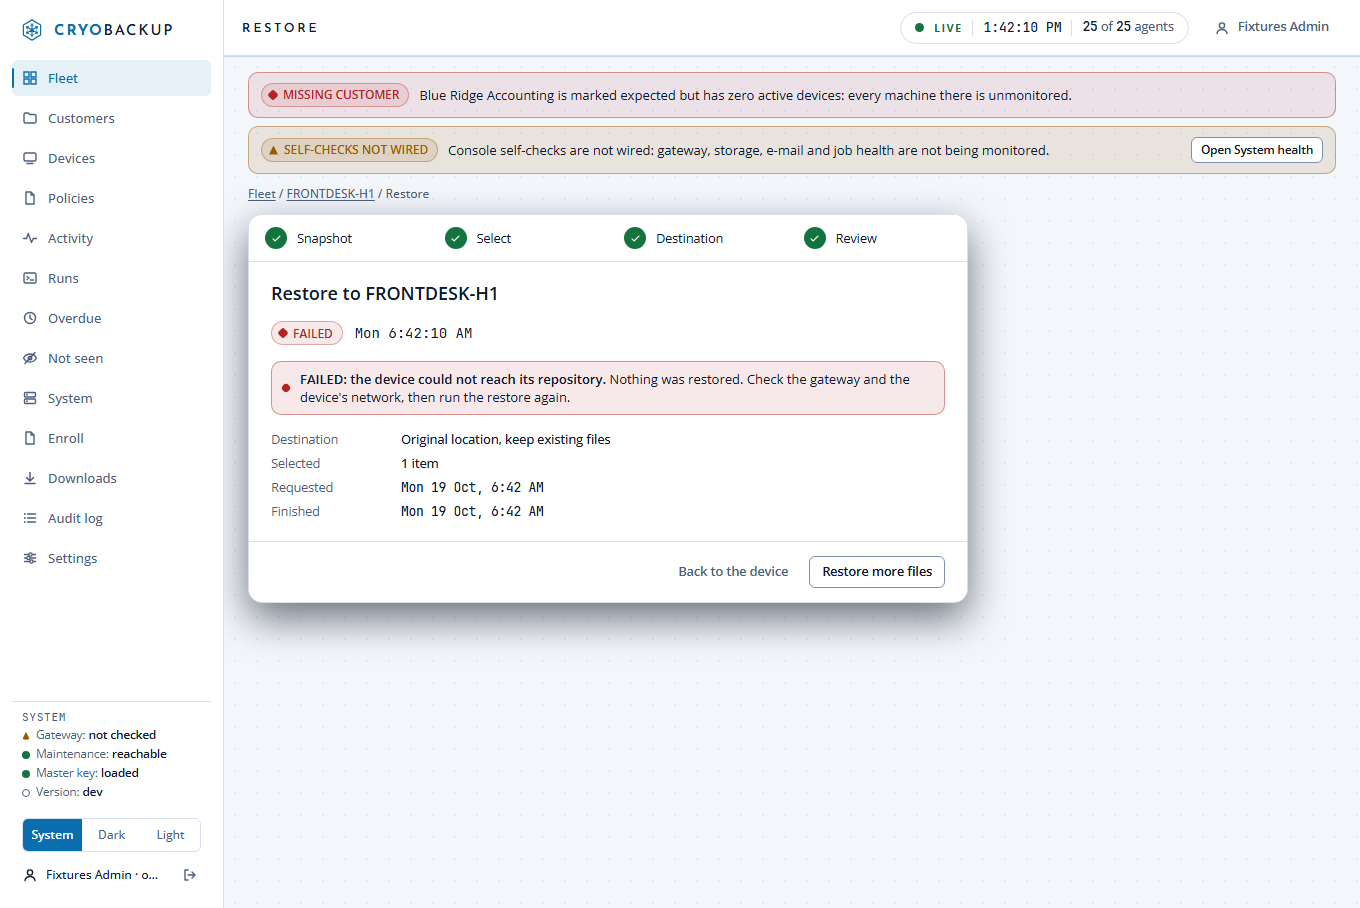 CRYOBACKUP
RESTORE
LIVE 1:42:10 PM 25 of 25 agents
Fixtures Admin
Fleet
Customers
Devices
Policies
Activity
Runs
Overdue
Not seen
System
Enroll
Downloads
Audit log
Settings
SYSTEM
Gateway: not checked
Maintenance: reachable
Master key: loaded
Version: dev
System Dark Light
Fixtures Admin · o...
MISSING CUSTOMER Blue Ridge Accounting is marked expected but has zero active devices: every machine there is unmonitored.
SELF-CHECKS NOT WIRED Console self-checks are not wired: gateway, storage, e-mail and job health are not being monitored. Open System health
Fleet / FRONTDESK-H1 / Restore
Snapshot Select Destination Review
Restore to FRONTDESK-H1
FAILED Mon 6:42:10 AM
FAILED: the device could not reach its repository. Nothing was restored. Check the gateway and the
device's network, then run the restore again.
Destination Original location, keep existing files
Selected 1 item
Requested Mon 19 Oct, 6:42 AM
Finished Mon 19 Oct, 6:42 AM
Back to the device Restore more files